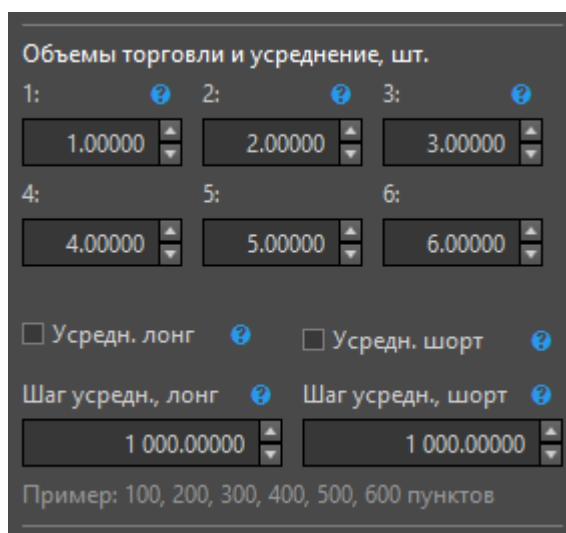 Объемы торговли и усреднение, шт.
1: ? 2: ? 3: ?
1.00000 2.00000 3.00000
4: 5: 6:
4.00000 5.00000 6.00000
Усредн. лонг ? Усредн. шорт ?
Шаг усредн., лонг ? Шаг усредн., шорт ?
1 000.00000 1 000.00000
Пример: 100, 200, 300, 400, 500, 600 пунктов